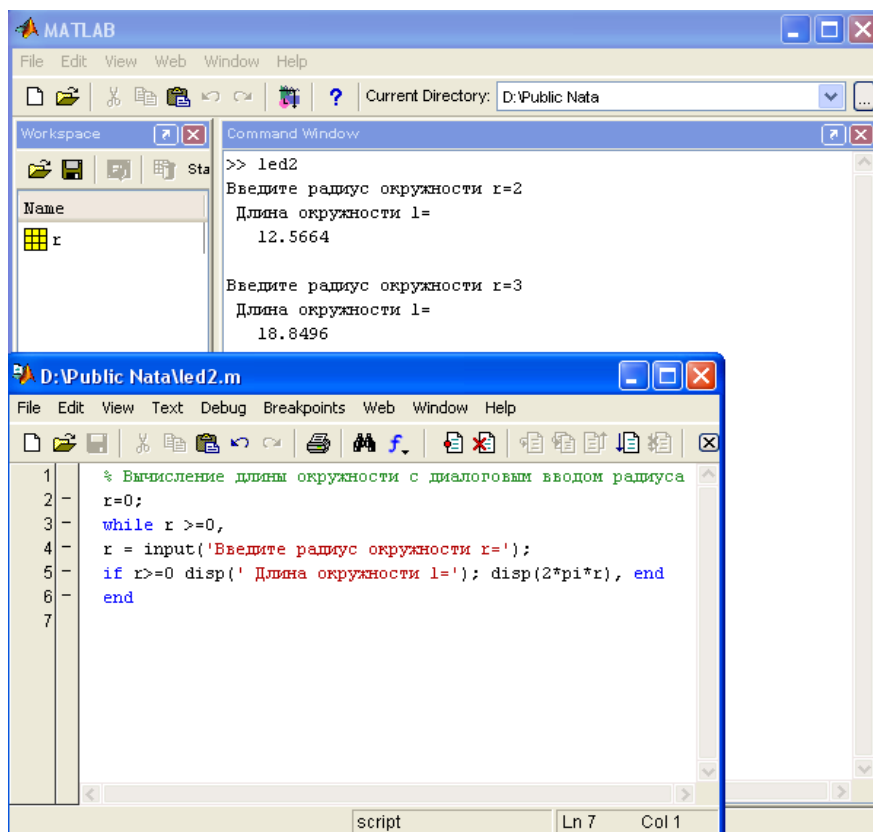 MATLAB
File Edit View Web Window Help
? Current Directory: D:\Public Nata ...
Workspace
Sta
Name
r
Command Window
>> led2
Введите радиус окружности r=2
Длина окружности l=
12.5664
Введите радиус окружности r=3
Длина окружности l=
18.8496
D:\Public Nata\led2.m
File Edit View Text Debug Breakpoints Web Window Help
1 % Вычисление длины окружности с диалоговым вводом радиуса
2 - r=0;
3 - while r >=0,
4 - r = input('Введите радиус окружности r=');
5 - if r>=0 disp(' Длина окружности l='); disp(2*pi*r), end
6 - end
7
script Ln 7 Col 1